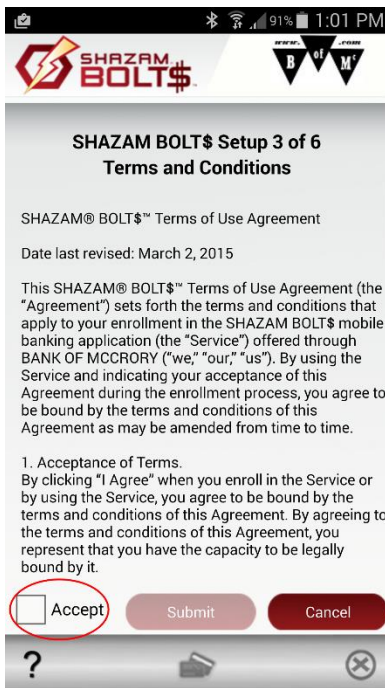 91% 1:01 PM
SHAZAM
BOLT$
www. .com
B of Mc
SHAZAM BOLT$ Setup 3 of 6
Terms and Conditions
SHAZAM® BOLT$™ Terms of Use Agreement
Date last revised: March 2, 2015
This SHAZAM® BOLT$™ Terms of Use Agreement (the
“Agreement”) sets forth the terms and conditions that
apply to your enrollment in the SHAZAM BOLT$ mobile
banking application (the “Service”) offered through
BANK OF MCCRORY (“we,” “our,” “us”). By using the
Service and indicating your acceptance of this
Agreement during the enrollment process, you agree to
be bound by the terms and conditions of this
Agreement as may be amended from time to time.
1. Acceptance of Terms.
By clicking “I Agree” when you enroll in the Service or
by using the Service, you agree to be bound by the
terms and conditions of this Agreement. By agreeing to
the terms and conditions of this Agreement, you
represent that you have the capacity to be legally
bound by it.
Accept Submit Cancel
?